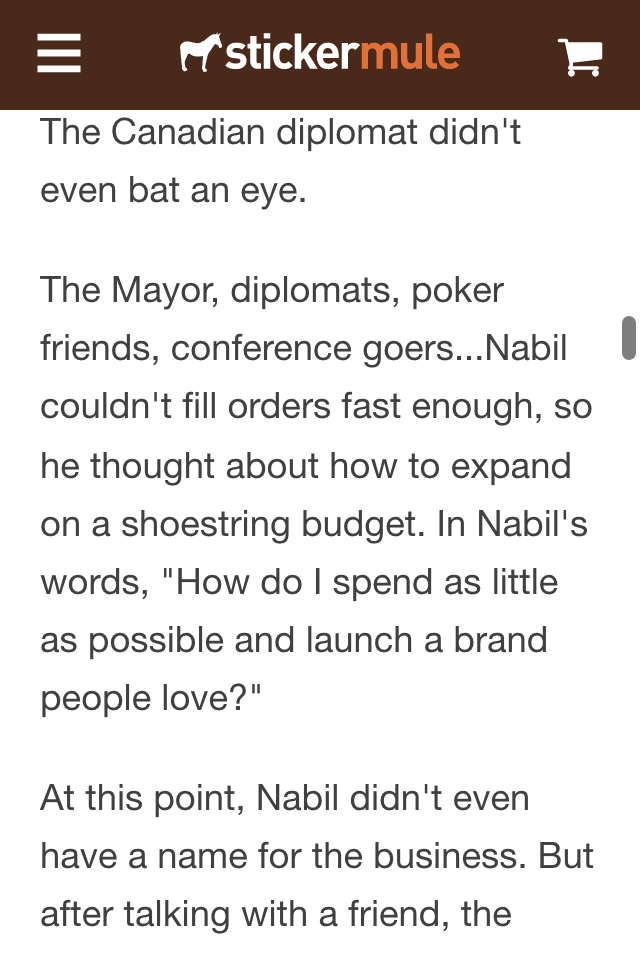 stickermule
The Canadian diplomat didn't
even bat an eye.
The Mayor, diplomats, poker
friends, conference goers...Nabil
couldn't fill orders fast enough, so
he thought about how to expand
on a shoestring budget. In Nabil's
words, "How do I spend as little
as possible and launch a brand
people love?"
At this point, Nabil didn't even
have a name for the business. But
after talking with a friend, the